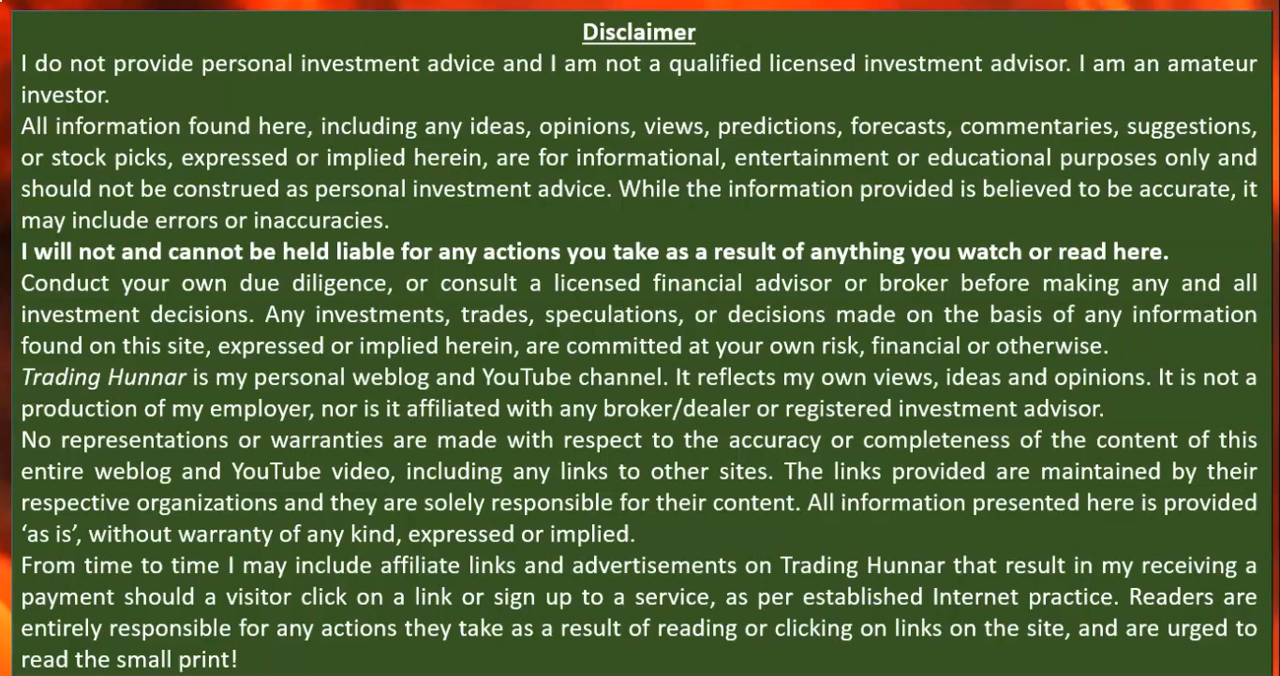 Disclaimer
I do not provide personal investment advice and I am not a qualified licensed investment advisor. I am an amateur
investor.
All information found here, including any ideas, opinions, views, predictions, forecasts, commentaries, suggestions,
or stock picks, expressed or implied herein, are for informational, entertainment or educational purposes only and
should not be construed as personal investment advice. While the information provided is believed to be accurate, it
may include errors or inaccuracies.
I will not and cannot be held liable for any actions you take as a result of anything you watch or read here.
Conduct your own due diligence, or consult a licensed financial advisor or broker before making any and all
investment decisions. Any investments, trades, speculations, or decisions made on the basis of any information
found on this site, expressed or implied herein, are committed at your own risk, financial or otherwise.
Trading Hunnar is my personal weblog and YouTube channel. It reflects my own views, ideas and opinions. It is not a
production of my employer, nor is it affiliated with any broker/dealer or registered investment advisor.
No representations or warranties are made with respect to the accuracy or completeness of the content of this
entire weblog and YouTube video, including any links to other sites. The links provided are maintained by their
respective organizations and they are solely responsible for their content. All information presented here is provided
‘as is’, without warranty of any kind, expressed or implied.
From time to time I may include affiliate links and advertisements on Trading Hunnar that result in my receiving a
payment should a visitor click on a link or sign up to a service, as per established Internet practice. Readers are
entirely responsible for any actions they take as a result of reading or clicking on links on the site, and are urged to
read the small print!